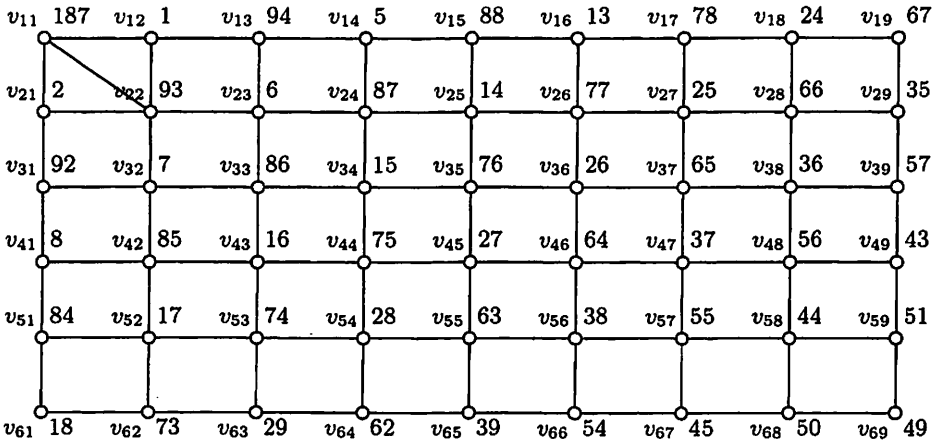 v11 187 v12 1 v13 94 v14 5 v15 88 v16 13 v17 78 v18 24 v19 67
v21 2 v22 93 v23 6 v24 87 v25 14 v26 77 v27 25 v28 66 v29 35
v31 92 v32 7 v33 86 v34 15 v35 76 v36 26 v37 65 v38 36 v39 57
v41 8 v42 85 v43 16 v44 75 v45 27 v46 64 v47 37 v48 56 v49 43
v51 84 v52 17 v53 74 v54 28 v55 63 v56 38 v57 55 v58 44 v59 51
v61 18 v62 73 v63 29 v64 62 v65 39 v66 54 v67 45 v68 50 v69 49